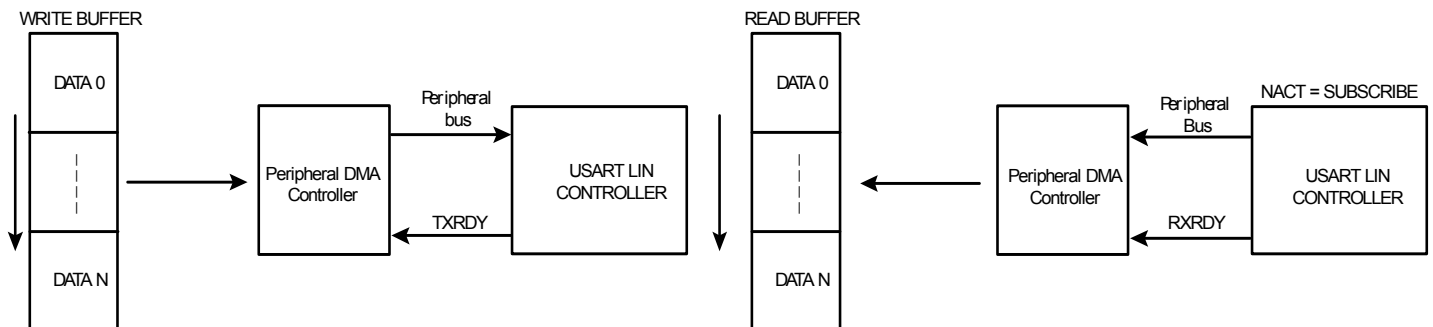 WRITE BUFFER
DATA 0
DATA N
Peripheral DMA
Controller
Peripheral
bus
TXRDY
USART LIN
CONTROLLER
READ BUFFER
DATA 0
DATA N
Peripheral DMA
Controller
Peripheral
Bus
RXRDY
NACT = SUBSCRIBE
USART LIN
CONTROLLER